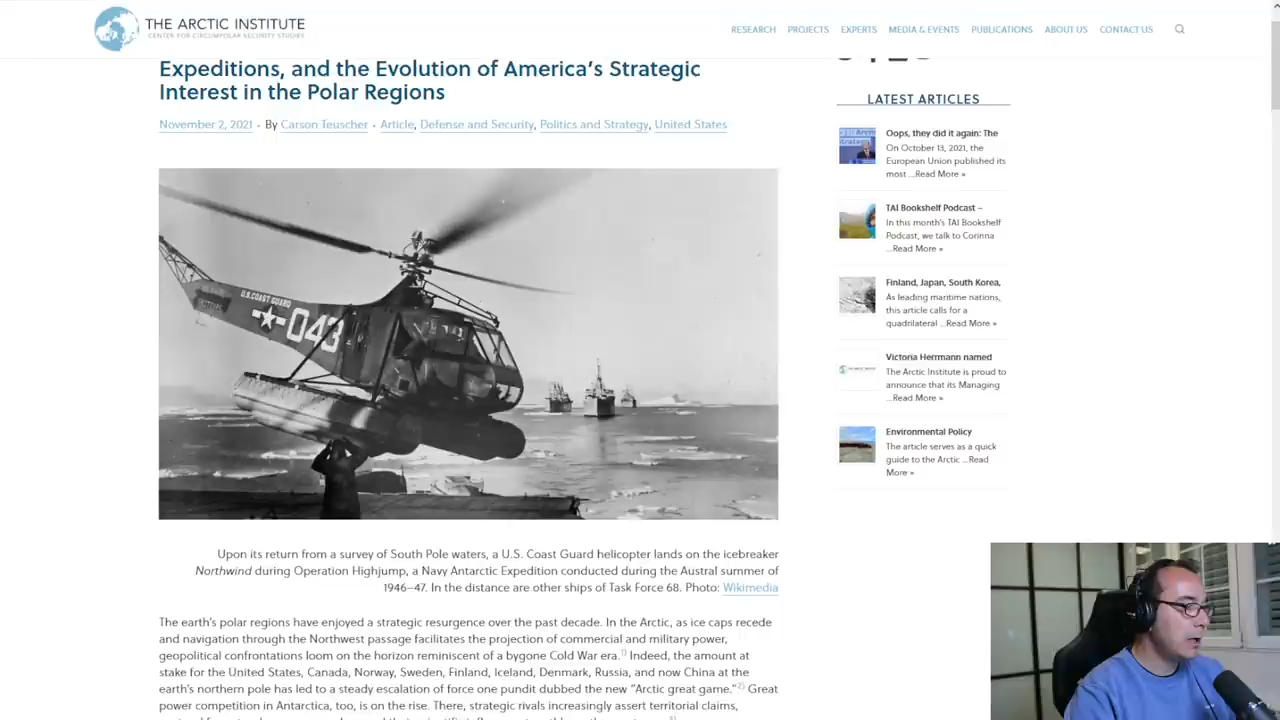 THE ARCTIC INSTITUTE
CENTER FOR CIRCUMPOLAR SECURITY STUDIES
RESEARCH
PROJECTS
EXPERTS
MEDIA & EVENTS
PUBLICATIONS
ABOUT US
CONTACT US
Expeditions, and the Evolution of America's Strategic
Interest in the Polar Regions
November 2, 2021 • By Carson Teuscher • Article, Defense and Security, Politics and Strategy, United States
U.S. COAST GUARD
043
Upon its return from a survey of South Pole waters, a U.S. Coast Guard helicopter lands on the icebreaker
Northwind during Operation Highjump, a Navy Antarctic Expedition conducted during the Austral summer of
1946–47. In the distance are other ships of Task Force 68. Photo: Wikimedia
The earth's polar regions have enjoyed a strategic resurgence over the past decade. In the Arctic, as ice caps recede
and navigation through the Northwest passage facilitates the projection of commercial and military power,
geopolitical confrontations loom on the horizon reminiscent of a bygone Cold War era.1) Indeed, the amount at
stake for the United States, Canada, Norway, Sweden, Finland, Iceland, Denmark, Russia, and now China at the
earth's northern pole has led to a steady escalation of force one pundit dubbed the new "Arctic great game."2) Great
power competition in Antarctica, too, is on the rise. There, strategic rivals increasingly assert territorial claims,
LATEST ARTICLES
Oops, they did it again: The
On October 13, 2021, the
European Union published its
most ...Read More »
TAI Bookshelf Podcast –
In this month's TAI Bookshelf
Podcast, we talk to Corinna
...Read More »
Finland, Japan, South Korea,
As leading maritime nations,
this article calls for a
quadrilateral ...Read More »
Victoria Herrmann named
The Arctic Institute is proud to
announce that its Managing
...Read More »
Environmental Policy
The article serves as a quick
guide to the Arctic ...Read
More »